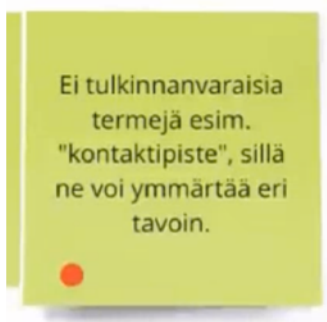 Ei tulkinnanvaraisia
termejä esim.
"kontaktipiste", sillä
ne voi ymmärtää eri
tavoin.